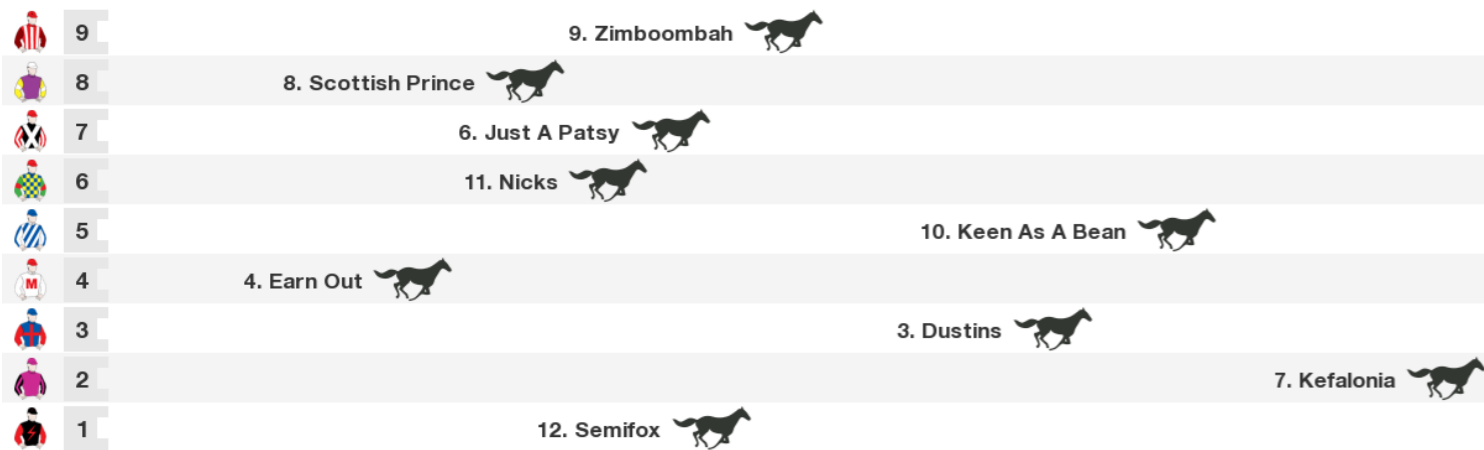 9 9. Zimboombah
8 8. Scottish Prince
7 6. Just A Patsy
6 11. Nicks
5 10. Keen As A Bean
M 4 4. Earn Out
3 3. Dustins
2 7. Kefalonia
1 12. Semifox